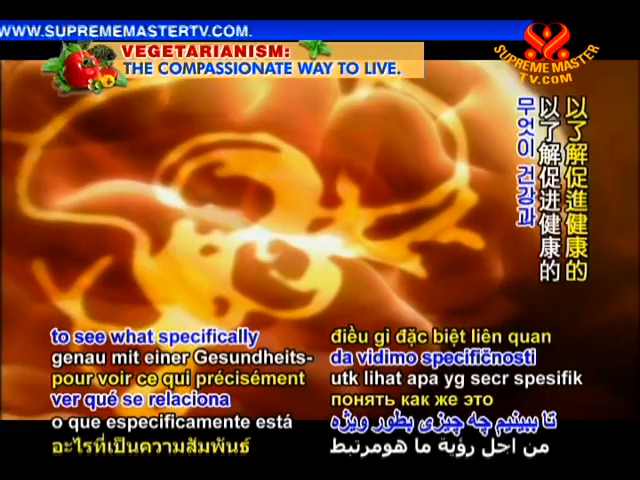 WWW.SUPREMEMASTERTV.COM.
VEGETARIANISM:
THE COMPASSIONATE WAY TO LIVE.
SUPREME MASTER
TV.COM
以了解促進健康的
以了解促进健康的
무엇이 건강과
to see what specifically
genau mit einer Gesundheits-
pour voir ce qui précisément
ver qué se relaciona
o que especificamente está
อะไรที่เป็นความสัมพันธ์
điều gì đặc biệt liên quan
da vidimo specifičnosti
utk lihat apa yg secr spesifik
понять как же это
تا ببینیم چه چیزی بطور ویژه
من اجل رؤية ما هومرتبط